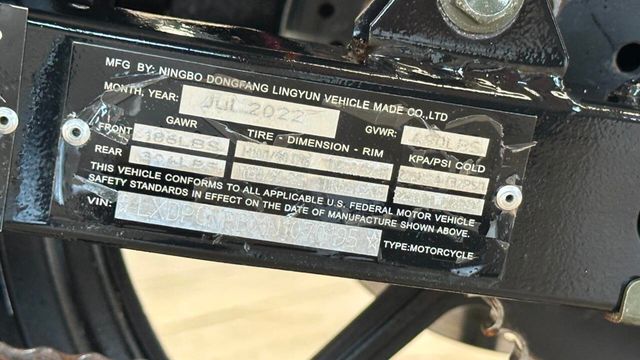 MFG BY: NINGBO DONGFANG LINGYUN VEHICLE MADE CO.,LTD
MONTH, YEAR: JUL 2022
GAWR TIRE - DIMENSION - RIM GVWR:
FRONT KPA/PSI COLD
REAR
THIS VEHICLE CONFORMS TO ALL APPLICABLE U.S. FEDERAL MOTOR VEHICLE
SAFETY STANDARDS IN EFFECT ON THE DATE OF MANUFACTURE SHOWN ABOVE.
VIN: TYPE:MOTORCYCLE